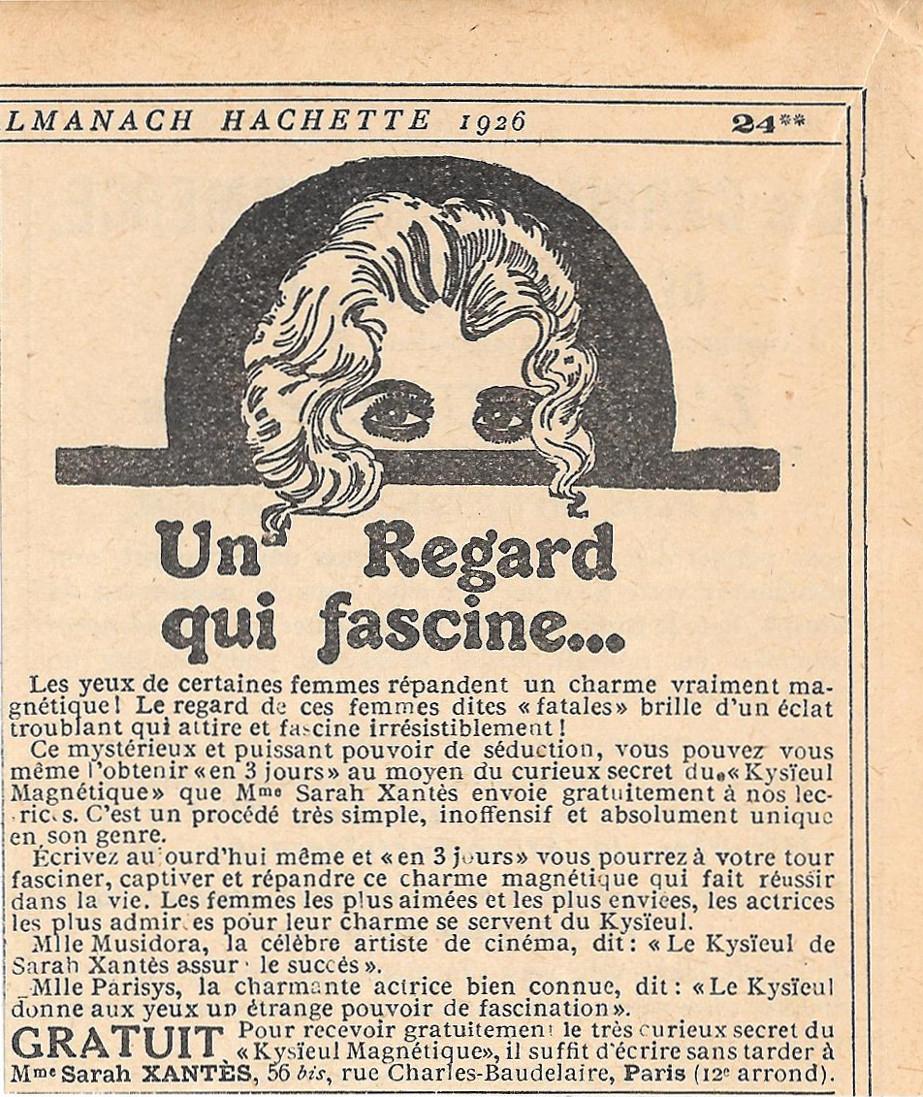 LMANACH HACHETTE 1926 24**
Un Regard
qui fascine...
Les yeux de certaines femmes répandent un charme vraiment ma-
gnétique! Le regard de ces femmes dites « fatales » brille d'un éclat
troublant qui attire et fascine irrésistiblement!
Ce mystérieux et puissant pouvoir de séduction, vous pouvez vous
même l'obtenir « en 3 jours » au moyen du curieux secret du « Kysïeul
Magnétique » que Mme Sarah Xantès envoie gratuitement à nos lec-
rices. C'est un procédé très simple, inoffensif et absolument unique
en son genre.
Écrivez aujourd'hui même et « en 3 jours » vous pourrez à votre tour
fasciner, captiver et répandre ce charme magnétique qui fait réussir
dans la vie. Les femmes les plus aimées et les plus enviées, les actrices
les plus admirées pour leur charme se servent du Kysïeul.
Mlle Musidora, la célèbre artiste de cinéma, dit : « Le Kysïeul de
Sarah Xantès assure le succès ».
Mlle Parisys, la charmante actrice bien connue, dit : « Le Kysïeul
donne aux yeux un étrange pouvoir de fascination ».
GRATUIT Pour recevoir gratuitement le très curieux secret du
« Kysïeul Magnétique », il suffit d'écrire sans tarder à
Mme Sarah XANTÈS, 56 bis, rue Charles-Baudelaire, Paris (12e arrond).